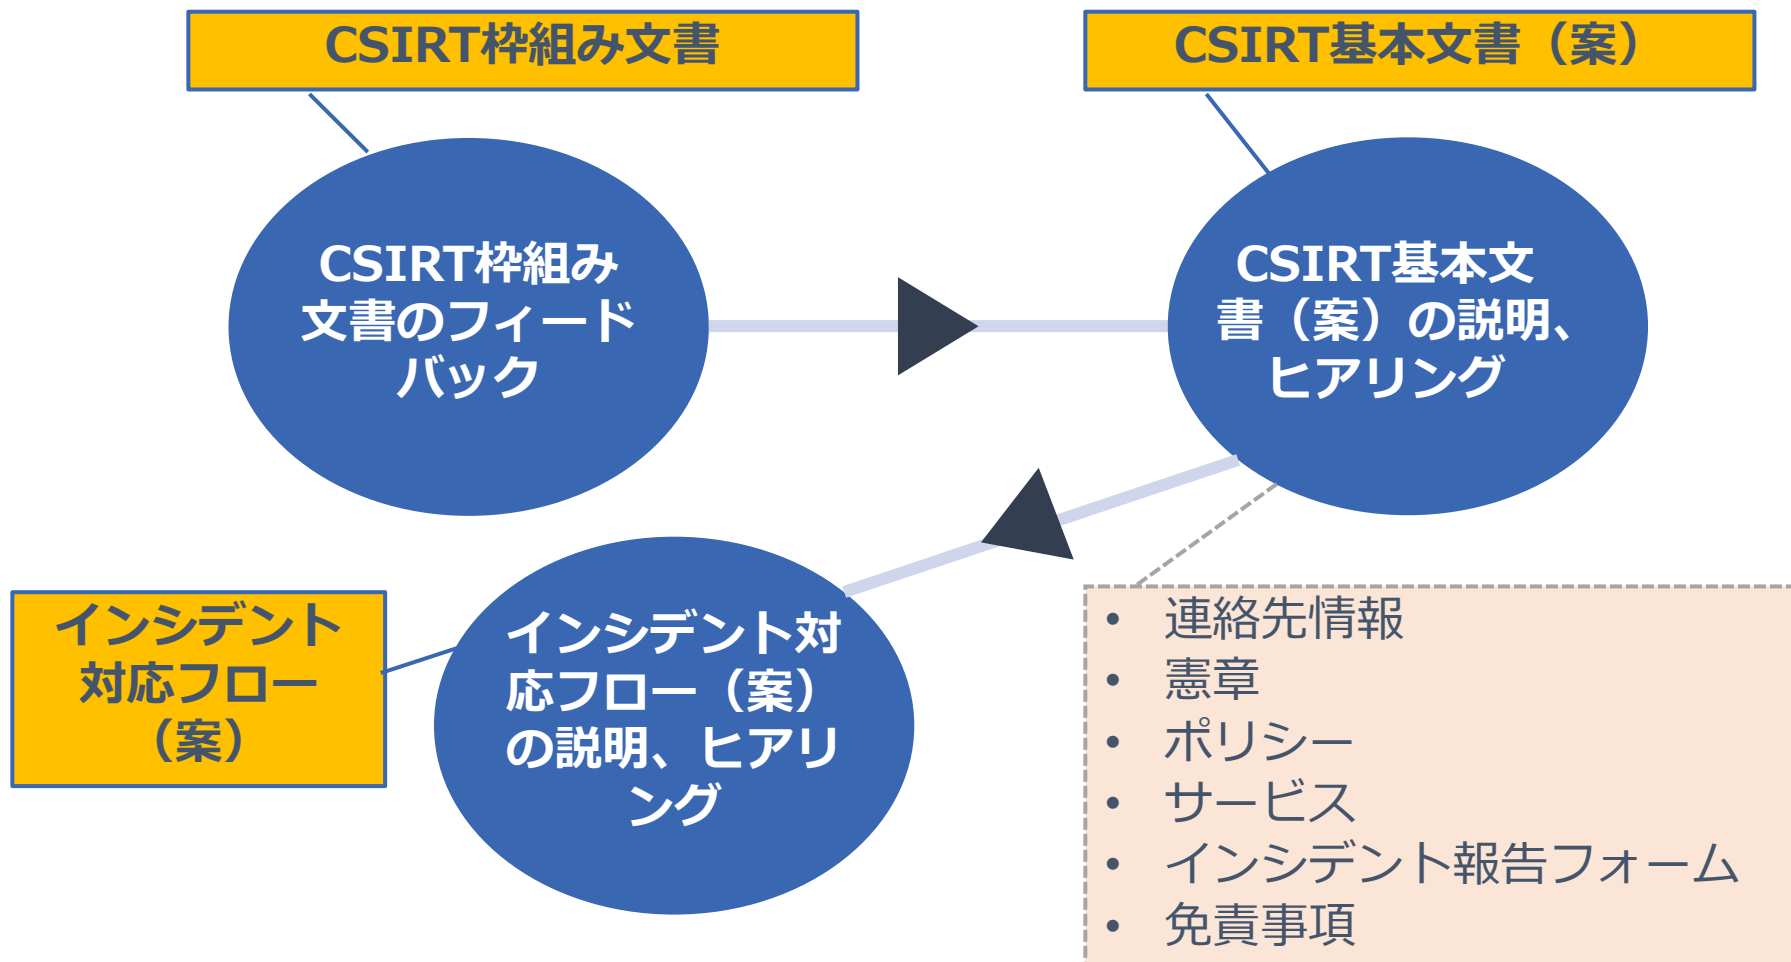 CSIRT枠組み文書
CSIRT基本文書（案）
CSIRT枠組み
文書のフィード
バック
CSIRT基本文
書（案）の説明、
ヒアリング
インシデント
対応フロー
（案）
インシデント対
応フロー（案）
の説明、ヒアリ
ング
• 連絡先情報
• 憲章
• ポリシー
• サービス
• インシデント報告フォーム
• 免責事項